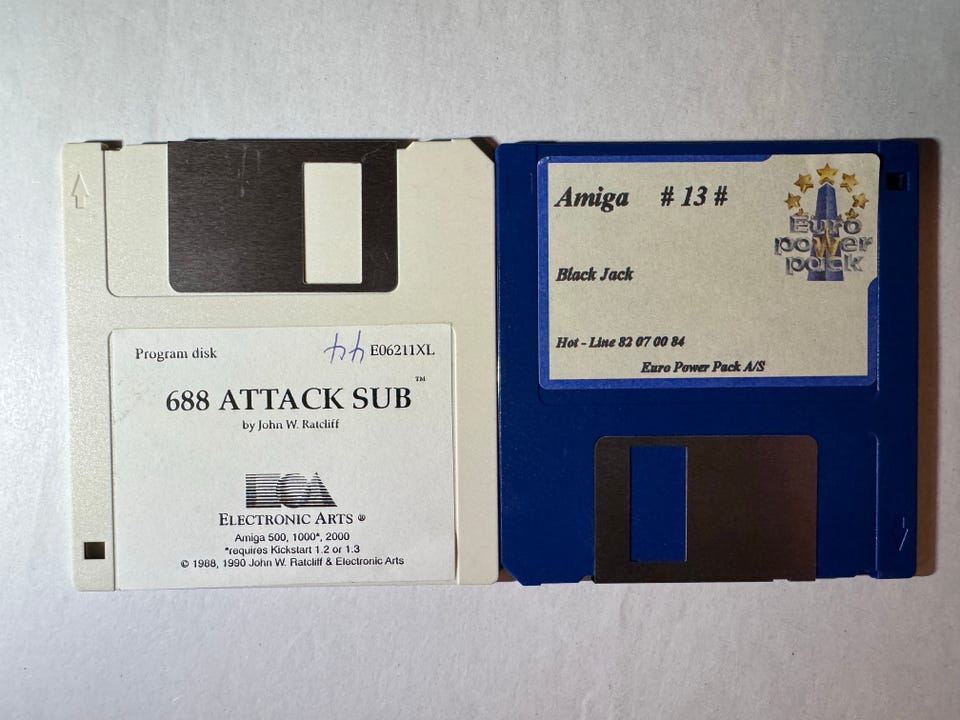 Program disk 44 E06211XL
688 ATTACK SUB™
by John W. Ratcliff
ECA
ELECTRONIC ARTS ®
Amiga 500, 1000*, 2000
*requires Kickstart 1.2 or 1.3
© 1988, 1990 John W. Ratcliff & Electronic Arts
Amiga # 13 #
Euro
power
pack
Black Jack
Hot - Line 82 07 00 84
Euro Power Pack A/S